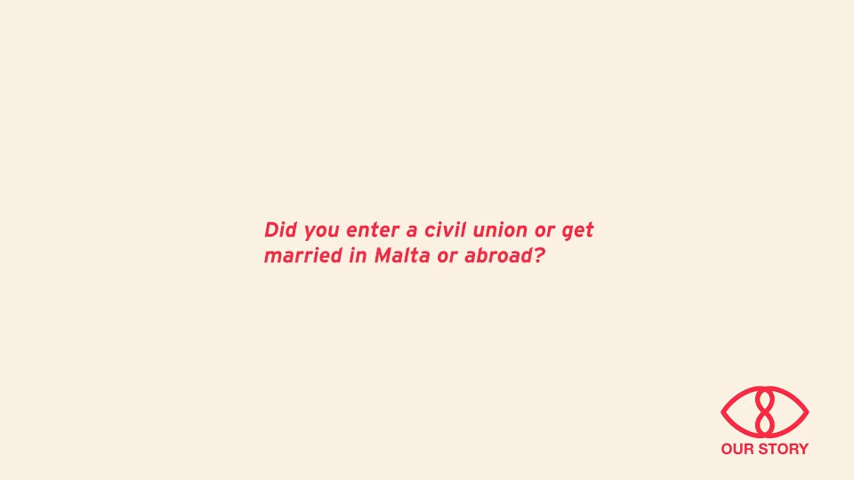 Did you enter a civil union or get
married in Malta or abroad?
OUR STORY